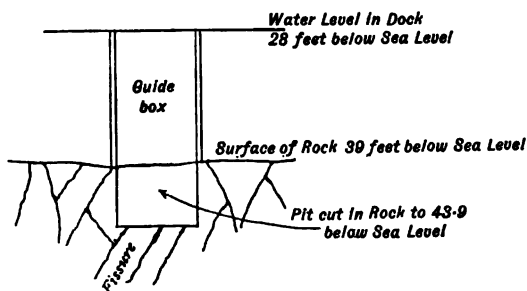 Water Level in Dock
28 feet below Sea Level
Guide
box
Surface of Rock 39 feet below Sea Level
Pit cut in Rock to 43·9
below Sea Level
Fissure